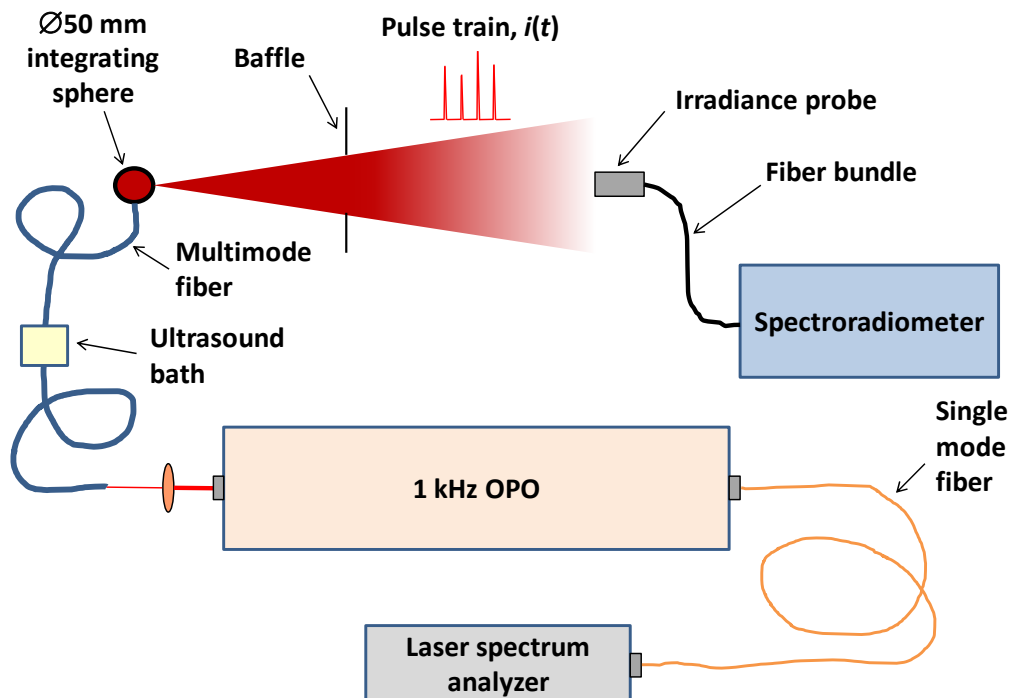 ∅50 mm
integrating
sphere
Baffle
Pulse train, i(t)
Irradiance probe
Fiber bundle
Multimode
fiber
Spectroradiometer
Ultrasound
bath
Single
mode
fiber
1 kHz OPO
Laser spectrum
analyzer